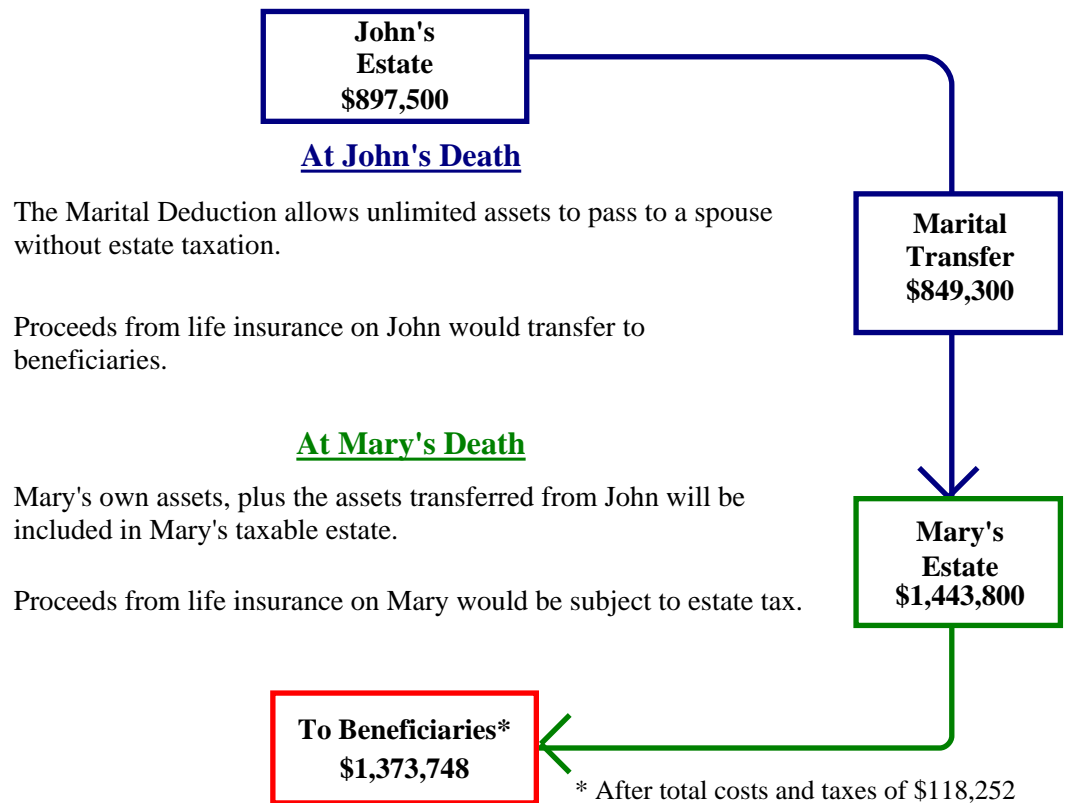 John's
Estate
$897,500
At John's Death
The Marital Deduction allows unlimited assets to pass to a spouse
without estate taxation.
Marital
Transfer
$849,300
Proceeds from life insurance on John would transfer to
beneficiaries.
At Mary's Death
Mary's own assets, plus the assets transferred from John will be
included in Mary's taxable estate.
Mary's
Estate
$1,443,800
Proceeds from life insurance on Mary would be subject to estate tax.
To Beneficiaries*
$1,373,748
* After total costs and taxes of $118,252